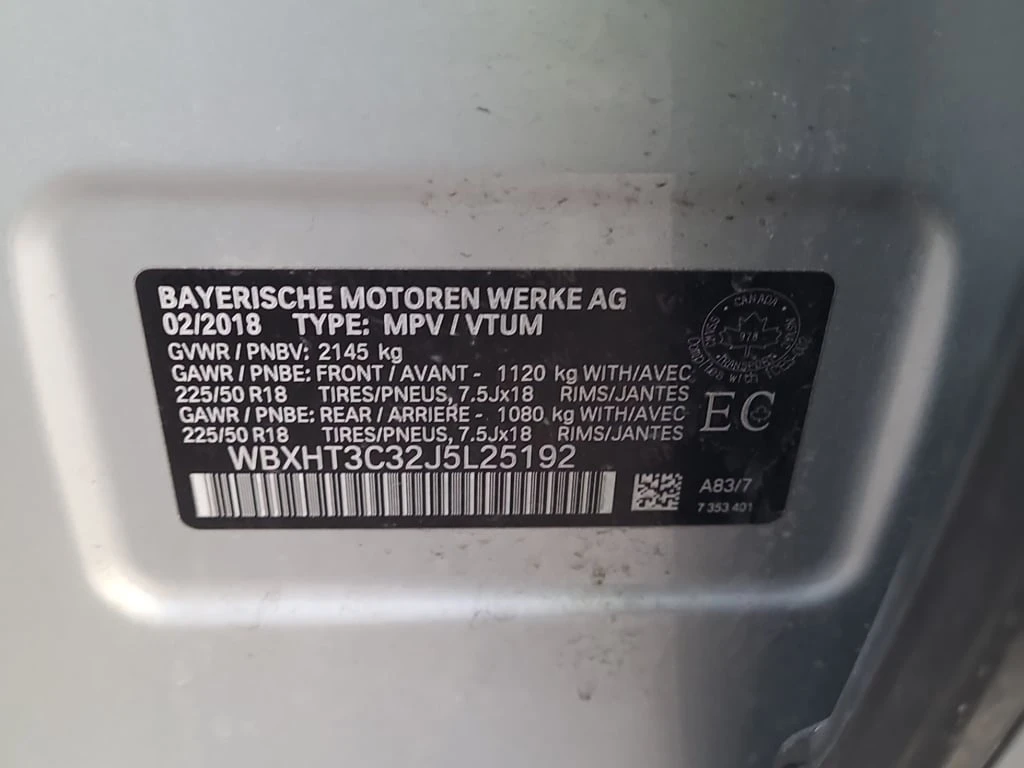 BAYERISCHE MOTOREN WERKE AG
02/2018 TYPE: MPV / VTUM
GVWR / PNBV: 2145 kg
GAWR / PNBE: FRONT / AVANT - 1120 kg WITH/AVEC
225/50 R18 TIRES/PNEUS, 7.5Jx18 RIMS/JANTES
GAWR / PNBE: REAR / ARRIERE - 1080 kg WITH/AVEC
225/50 R18 TIRES/PNEUS, 7.5Jx18 RIMS/JANTES
WBXHT3C32J5L25192
CANADA
978
EC
A83/7
7 353 401